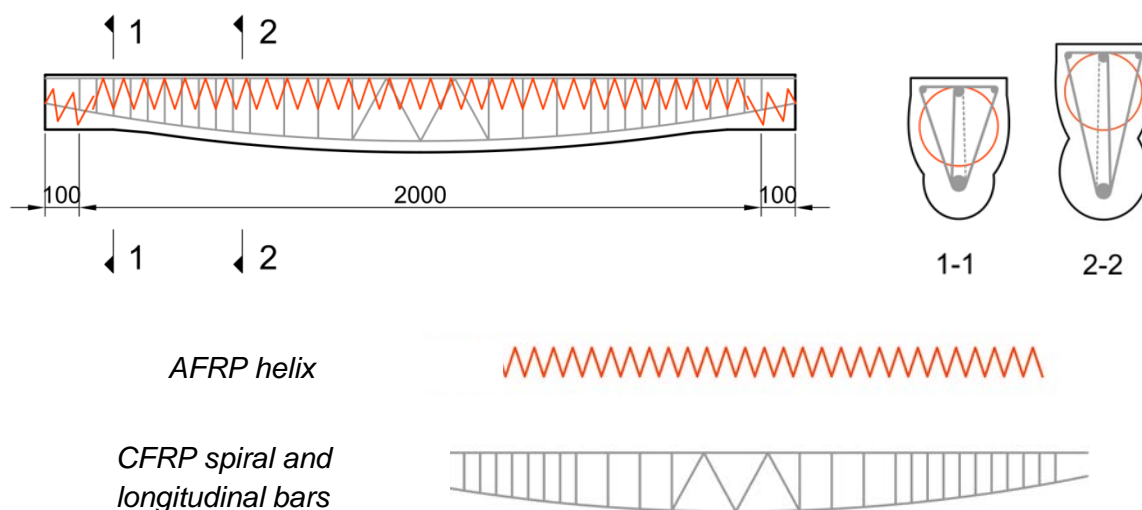 1 2
100 2000 100
1 2
1-1 2-2
AFRP helix
CFRP spiral and
longitudinal bars